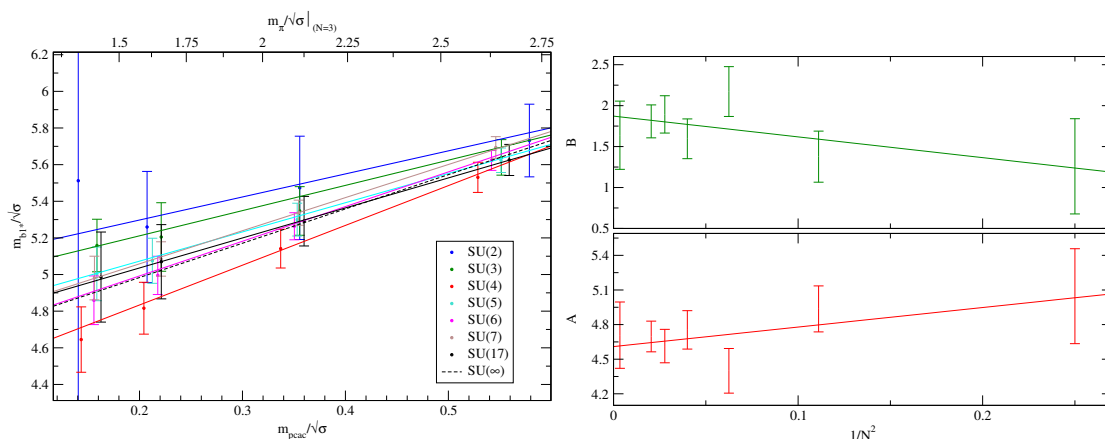 m_π/√σ|_(N=3)
1.5 1.75 2 2.25 2.5 2.75
6.2
6
5.8
5.6
5.4
5.2
5
4.8
4.6
4.4
m_b1*/√σ
0.2 0.3 0.4 0.5
m_pcac/√σ
SU(2)
SU(3)
SU(4)
SU(5)
SU(6)
SU(7)
SU(17)
SU(∞)
2.5
2
1.5
1
0.5
B
5.4
5.1
4.8
4.5
4.2
A
0 0.1 0.2
1/N²